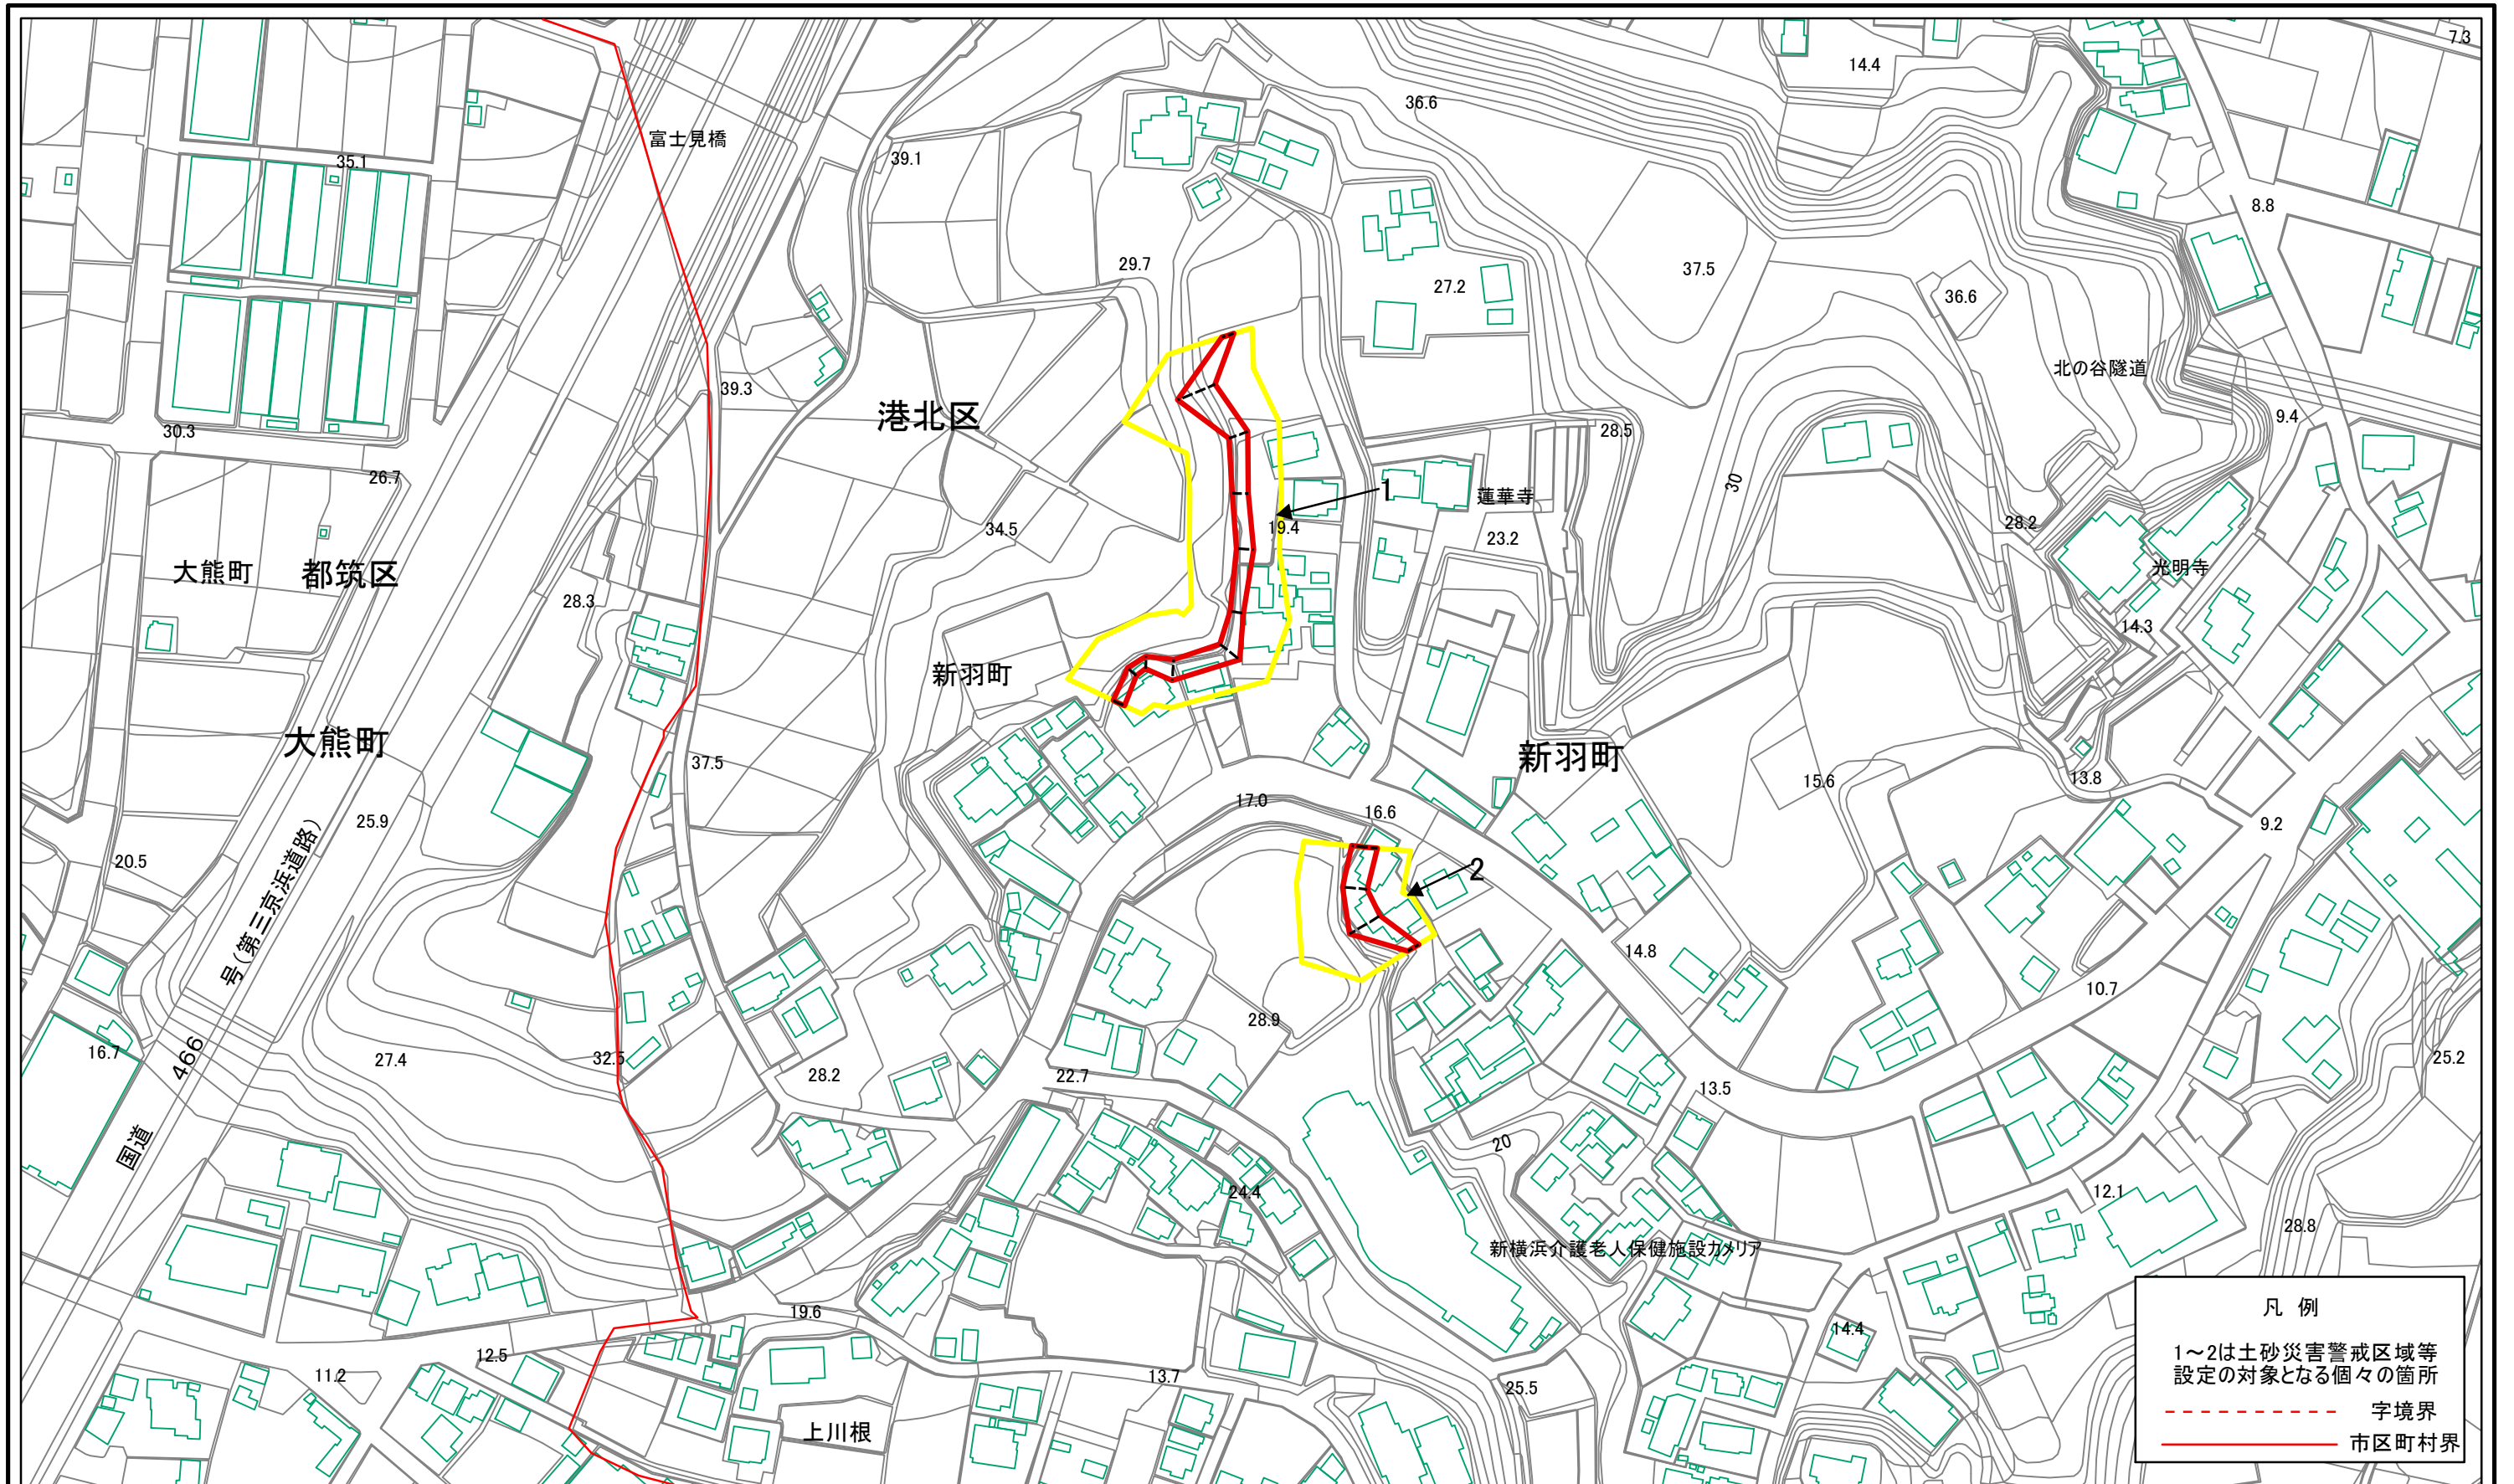 7.3
14.4
36.6
富士見橋
35.1
39.1
8.8
29.7
37.5
27.2
36.6
北の谷隧道
39.3
港北区
9.4
30.3
28.5
26.7
30
1
蓮華寺
34.5
19.4
28.2
23.2
光明寺
大熊町
都筑区
28.3
14.3
新羽町
大熊町
新羽町
37.5
13.8
15.6
17.0
16.6
25.9
9.2
号(第三京浜道路)
20.5
2
14.8
10.7
28.9
16.7
466
27.4
32.5
28.2
22.7
25.2
13.5
国道
20
24.4
12.1
28.8
新横浜介護老人保健施設カメリア
19.6
14.4
12.5
11.2
13.7
25.5
上川根
凡 例
1~2は土砂災害警戒区域等
設定の対象となる個々の箇所
字境界
市区町村界